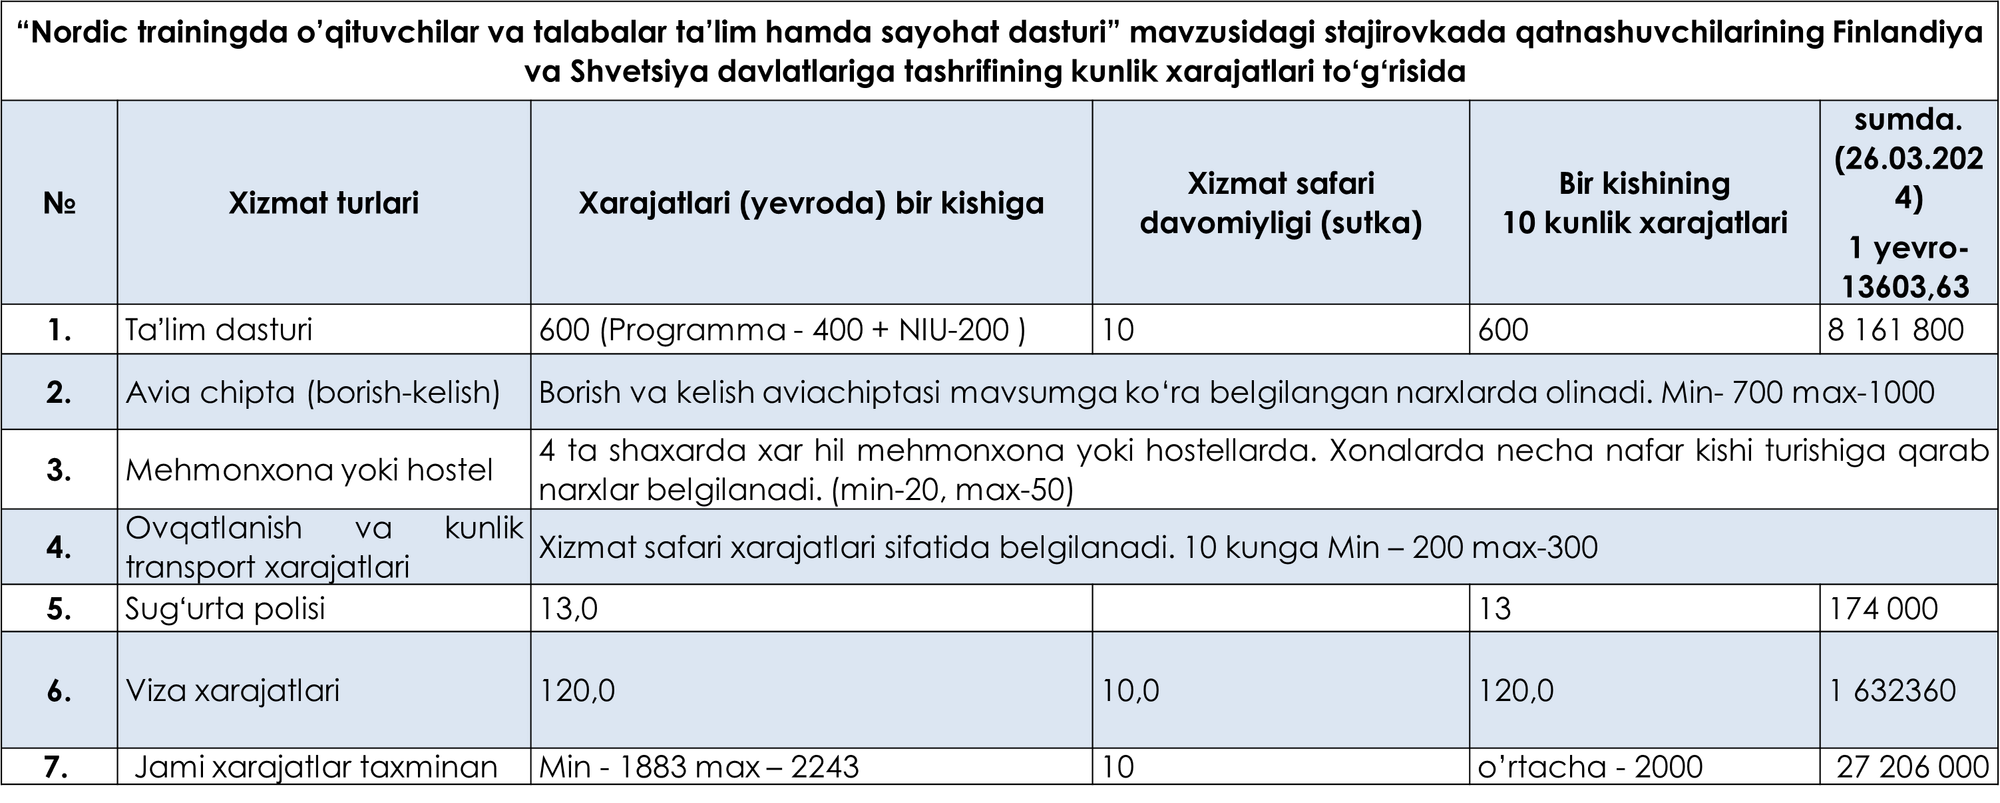 “Nordic trainingda o’qituvchilar va talabalar ta’lim hamda sayohat dasturi” mavzusidagi stajirovkada qatnashuvchilarining Finlandiya
va Shvetsiya davlatlariga tashrifining kunlik xarajatlari to‘g‘risida
№
Xizmat turlari
Xarajatlari (yevroda) bir kishiga
Xizmat safari
davomiyligi (sutka)
Bir kishining
10 kunlik xarajatlari
sumda.
(26.03.202
4)
1 yevro-
13603,63
1.
Ta’lim dasturi
600 (Programma - 400 + NIU-200 )
10
600
8 161 800
2.
Avia chipta (borish-kelish)
Borish va kelish aviachiptasi mavsumga ko‘ra belgilangan narxlarda olinadi. Min- 700 max-1000
3.
Mehmonxona yoki hostel
4 ta shaxarda xar hil mehmonxona yoki hostellarda. Xonalarda necha nafar kishi turishiga qarab
narxlar belgilanadi. (min-20, max-50)
4.
Ovqatlanish va kunlik
transport xarajatlari
Xizmat safari xarajatlari sifatida belgilanadi. 10 kunga Min – 200 max-300
5.
Sug‘urta polisi
13,0
13
174 000
6.
Viza xarajatlari
120,0
10,0
120,0
1 632360
7.
Jami xarajatlar taxminan
Min - 1883 max – 2243
10
o’rtacha - 2000
27 206 000